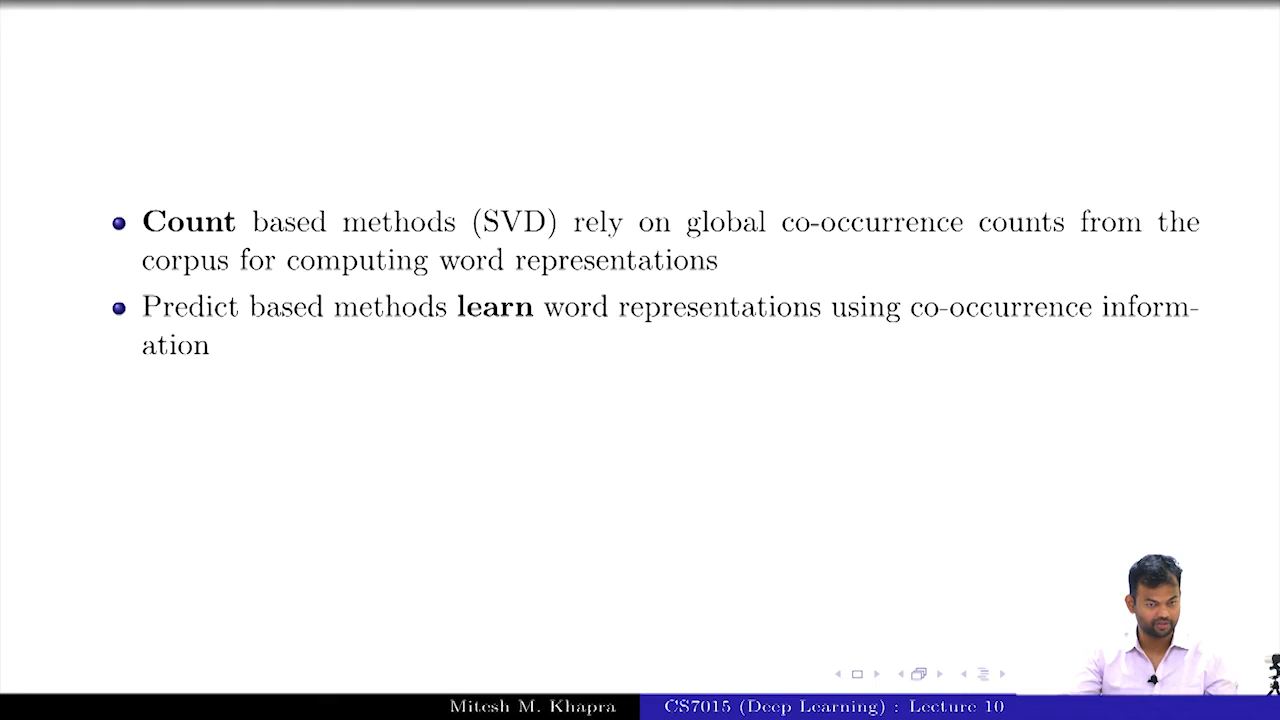 Count based methods (SVD) rely on global co-occurrence counts from the
corpus for computing word representations
Predict based methods learn word representations using co-occurrence inform-
ation
Mitesh M. Khapra
CS7015 (Deep Learning) : Lecture 10